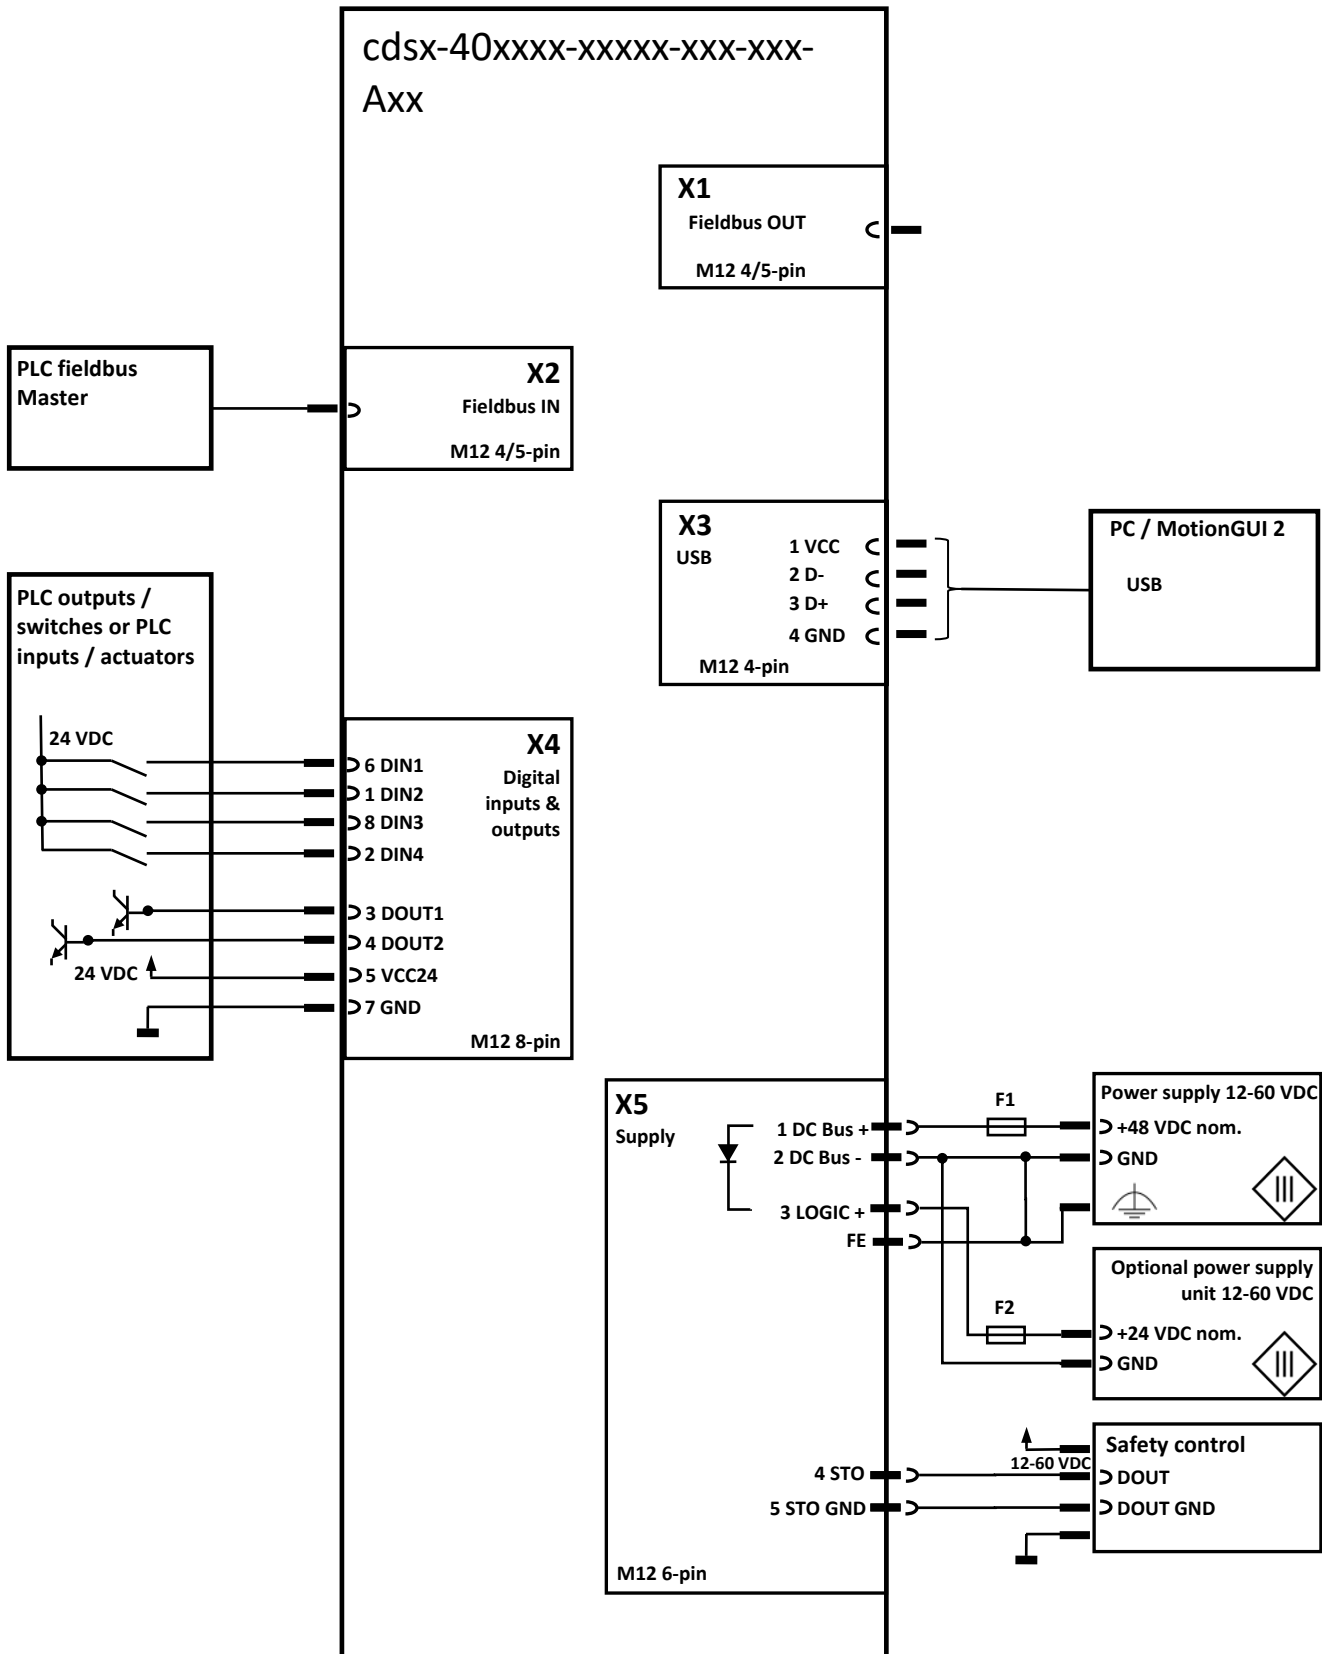 cdsx-40xxxx-xxxxx-xxx-xxx-
Axx
X1
Fieldbus OUT
M12 4/5-pin
PLC fieldbus
Master
X2
Fieldbus IN
M12 4/5-pin
X3
USB
1 VCC
2 D-
3 D+
4 GND
M12 4-pin
PC / MotionGUI 2
USB
PLC outputs /
switches or PLC
inputs / actuators
24 VDC
24 VDC
X4
Digital
inputs &
outputs
6 DIN1
1 DIN2
8 DIN3
2 DIN4
3 DOUT1
4 DOUT2
5 VCC24
7 GND
M12 8-pin
X5
Supply
1 DC Bus +
2 DC Bus -
3 LOGIC +
FE
4 STO
5 STO GND
M12 6-pin
F1
Power supply 12-60 VDC
+48 VDC nom.
GND
F2
Optional power supply
unit 12-60 VDC
+24 VDC nom.
GND
12-60 VDC
Safety control
DOUT
DOUT GND